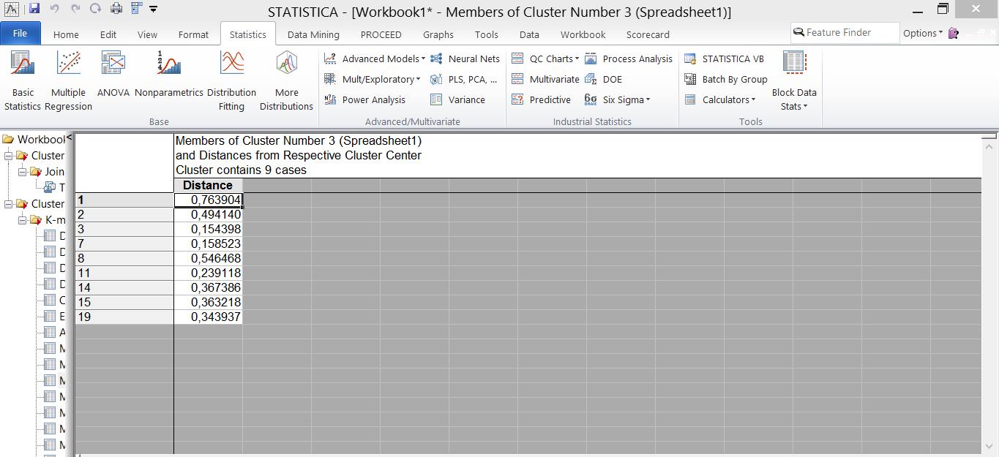 STATISTICA - [Workbook1* - Members of Cluster Number 3 (Spreadsheet1)]
File Home Edit View Format Statistics Data Mining PROCEED Graphs Tools Data Workbook Scorecard Feature Finder Options
Basic Statistics
Multiple Regression
ANOVA
Nonparametrics
Distribution Fitting
More Distributions
Base
Advanced Models Neural Nets
Mult/Exploratory PLS, PCA, ...
Power Analysis Variance
Advanced/Multivariate
QC Charts Process Analysis
Multivariate DOE
Predictive 6σ Six Sigma
Industrial Statistics
STATISTICA VB
Batch By Group
Calculators
Block Data Stats
Tools
Workbook
Cluster
Join
T
Cluster
K-m
D
D
D
D
C
E
A
M
M
M
M
M
M
M
Members of Cluster Number 3 (Spreadsheet1)
and Distances from Respective Cluster Center
Cluster contains 9 cases
Distance
1 0,763904
2 0,494140
3 0,154398
7 0,158523
8 0,546468
11 0,239118
14 0,367386
15 0,363218
19 0,343937